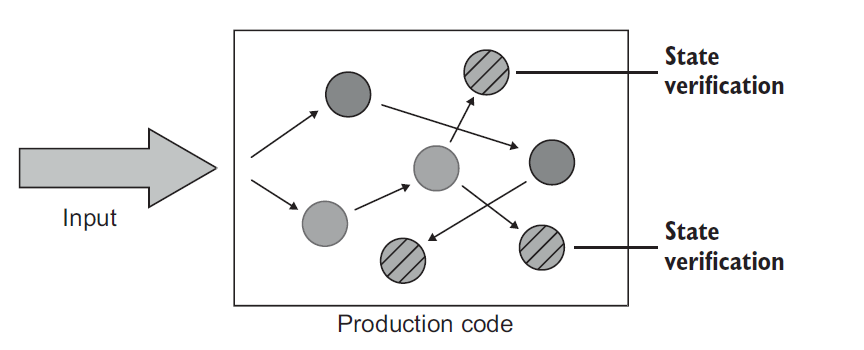 State
verification
Input
State
verification
Production code